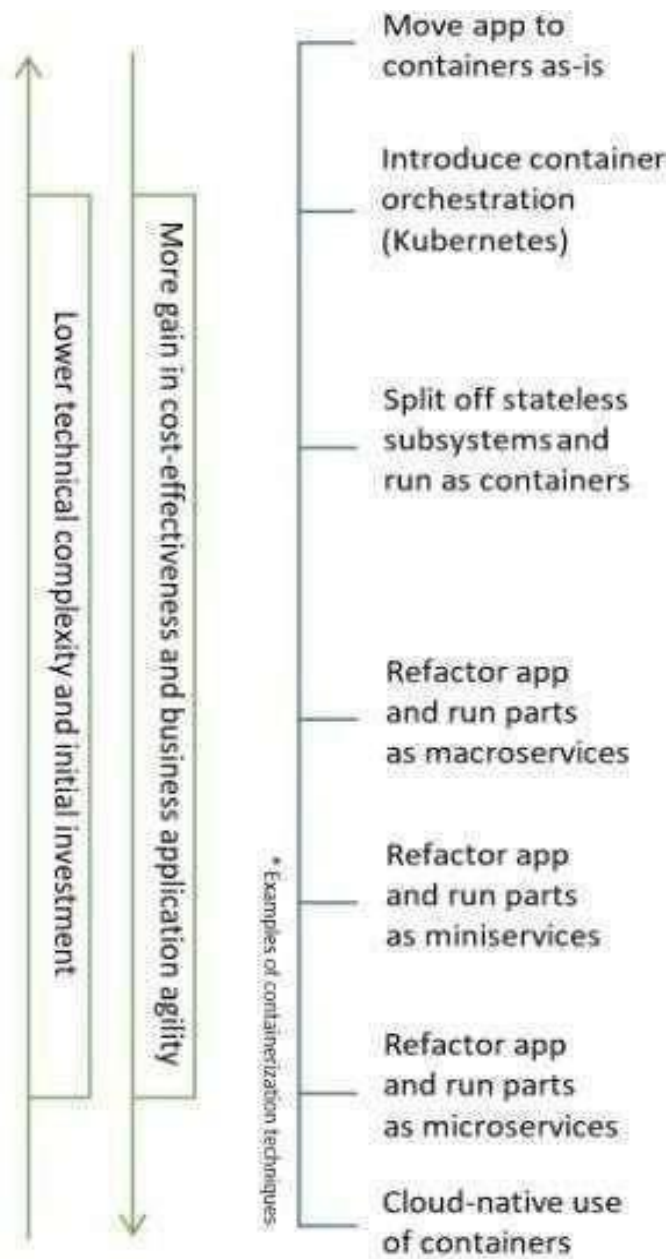 Move app to
containers as-is
Introduce container
orchestration
(Kubernetes)
Split off stateless
subsystems and
run as containers
Refactor app
and run parts
as macroservices
Refactor app
and run parts
as miniservices
Refactor app
and run parts
as microservices
Cloud-native use
of containers
Lower technical complexity and initial investment
More gain in cost-effectiveness and business application agility
* Examples of containerization techniques